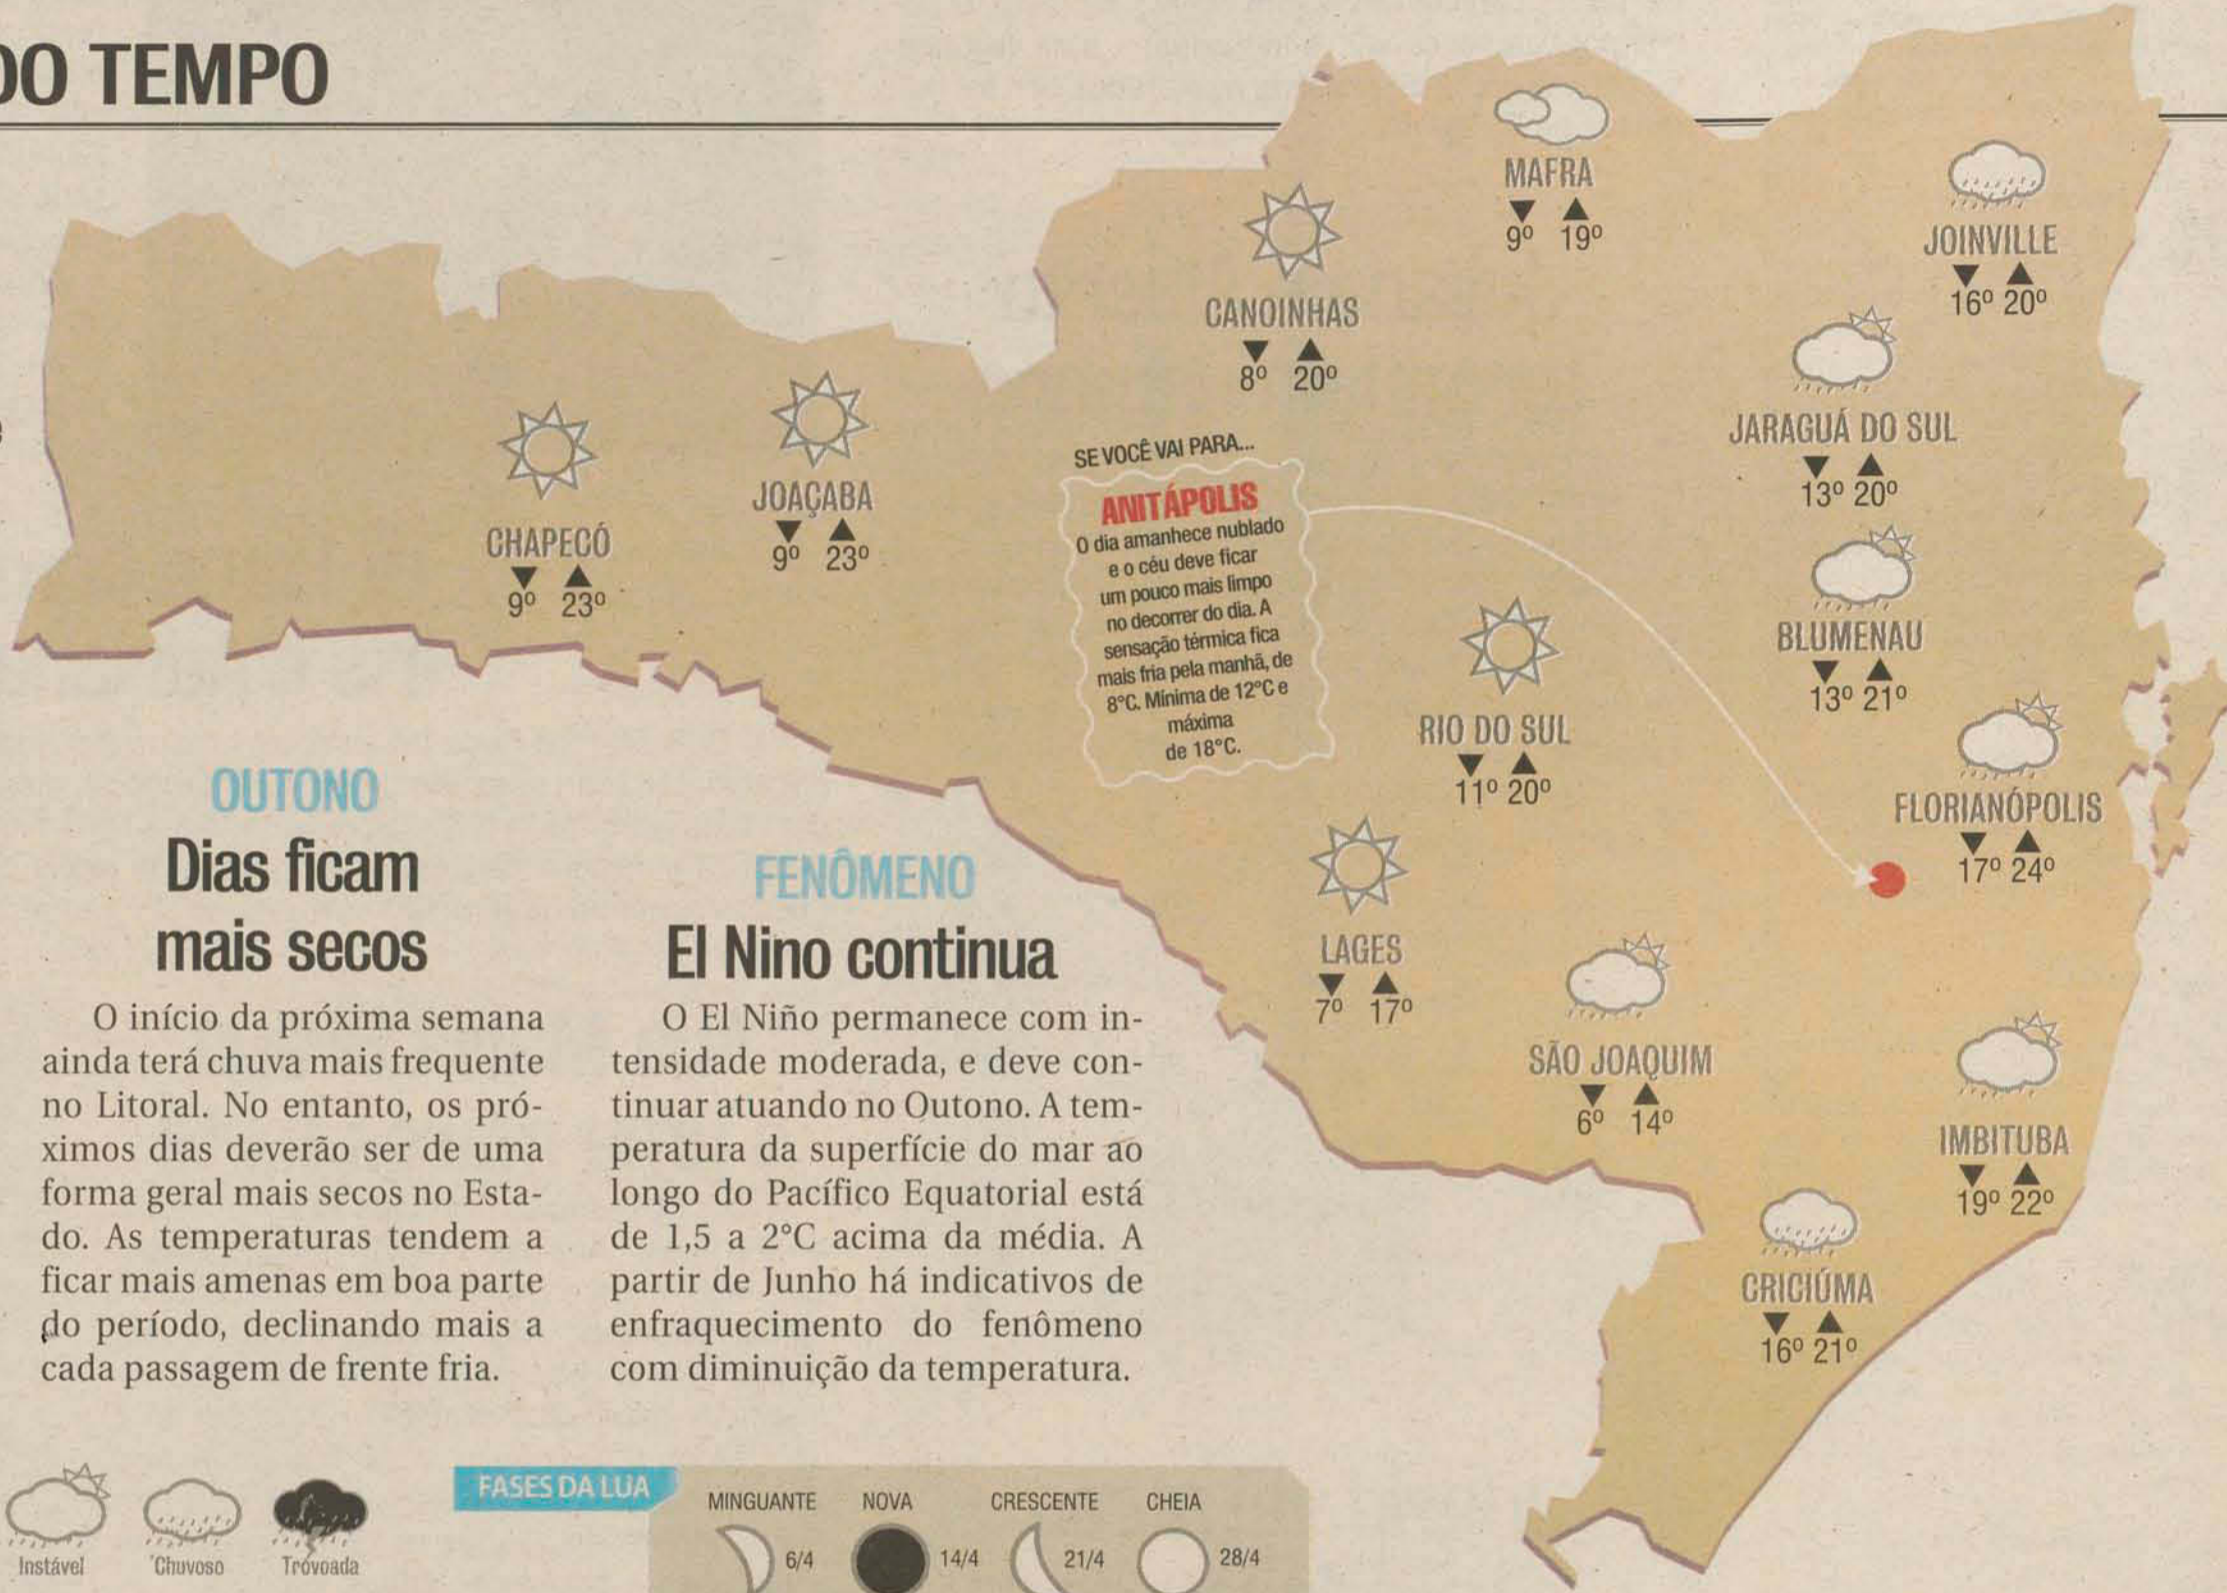 DO TEMPO
MAFRA
9º 19º
JOINVILLE
16º 20º
CANOINHAS
8º 20º
JARAGUÁ DO SUL
13º 20º
CHAPECÓ
9º 23º
JOAÇABA
9º 23º
SE VOCÊ VAI PARA...
ANITÁPOLIS
O dia amanhece nublado
e o céu deve ficar
um pouco mais limpo
no decorrer do dia. A
sensação térmica fica
mais fria pela manhã, de
8°C. Mínima de 12°C e
máxima
de 18°C.
BLUMENAU
13º 21º
RIO DO SUL
11º 20º
FLORIANÓPOLIS
17º 24º
LAGES
7º 17º
SÃO JOAQUIM
6º 14º
IMBITUBA
19º 22º
CRICIÚMA
16º 21º
OUTONO
Dias ficam
mais secos
O início da próxima semana
ainda terá chuva mais frequente
no Litoral. No entanto, os pró-
ximos dias deverão ser de uma
forma geral mais secos no Esta-
do. As temperaturas tendem a
ficar mais amenas em boa parte
do período, declinando mais a
cada passagem de frente fria.
FENÔMENO
El Nino continua
O El Niño permanece com in-
tensidade moderada, e deve con-
tinuar atuando no Outono. A tem-
peratura da superfície do mar ao
longo do Pacífico Equatorial está
de 1,5 a 2°C acima da média. A
partir de Junho há indicativos de
enfraquecimento do fenômeno
com diminuição da temperatura.
Instável
Chuvoso
Trovoada
FASES DA LUA
MINGUANTE
6/4
NOVA
14/4
CRESCENTE
21/4
CHEIA
28/4